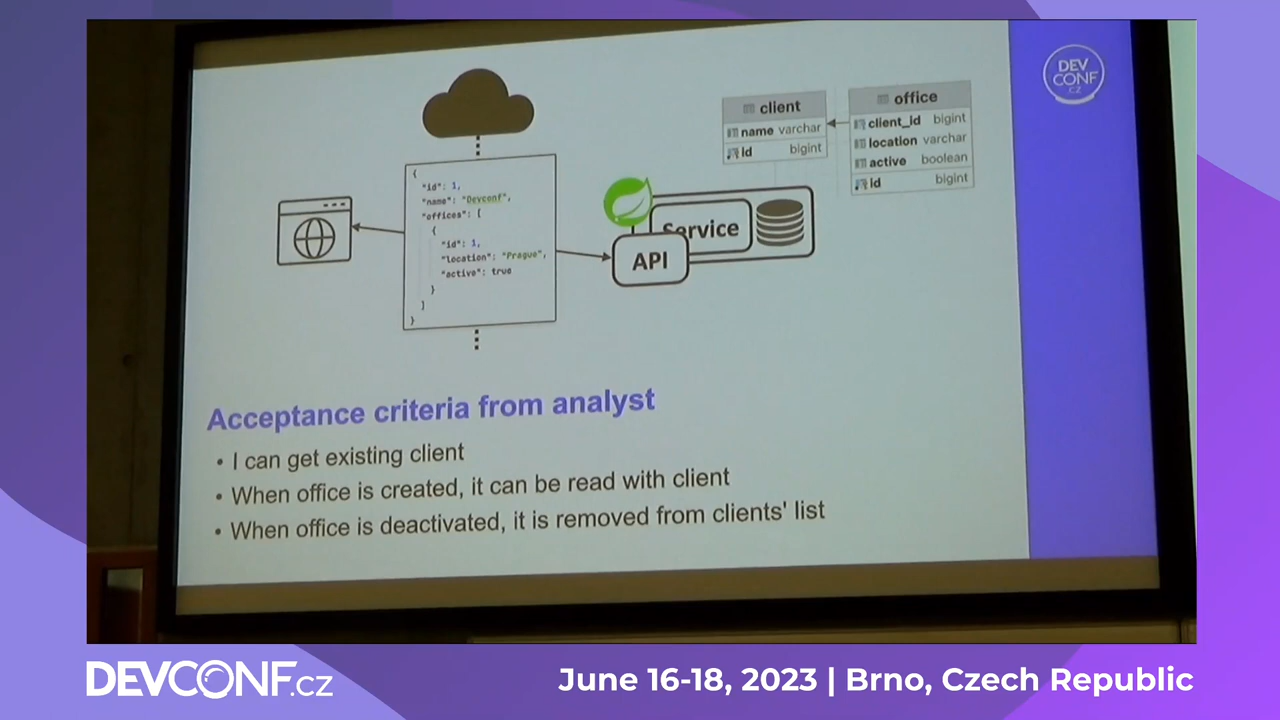 DEV
CONF
.CZ
client
name varchar
id bigint
office
client_id bigint
location varchar
active boolean
id bigint
{
"id": 1,
"name": "Devconf",
"offices": [
{
"id": 1,
"location": "Prague",
"active": true
}
]
}
Service
API
Acceptance criteria from analyst
• I can get existing client
• When office is created, it can be read with client
• When office is deactivated, it is removed from clients' list
DEVCONF.cz
June 16-18, 2023 | Brno, Czech Republic